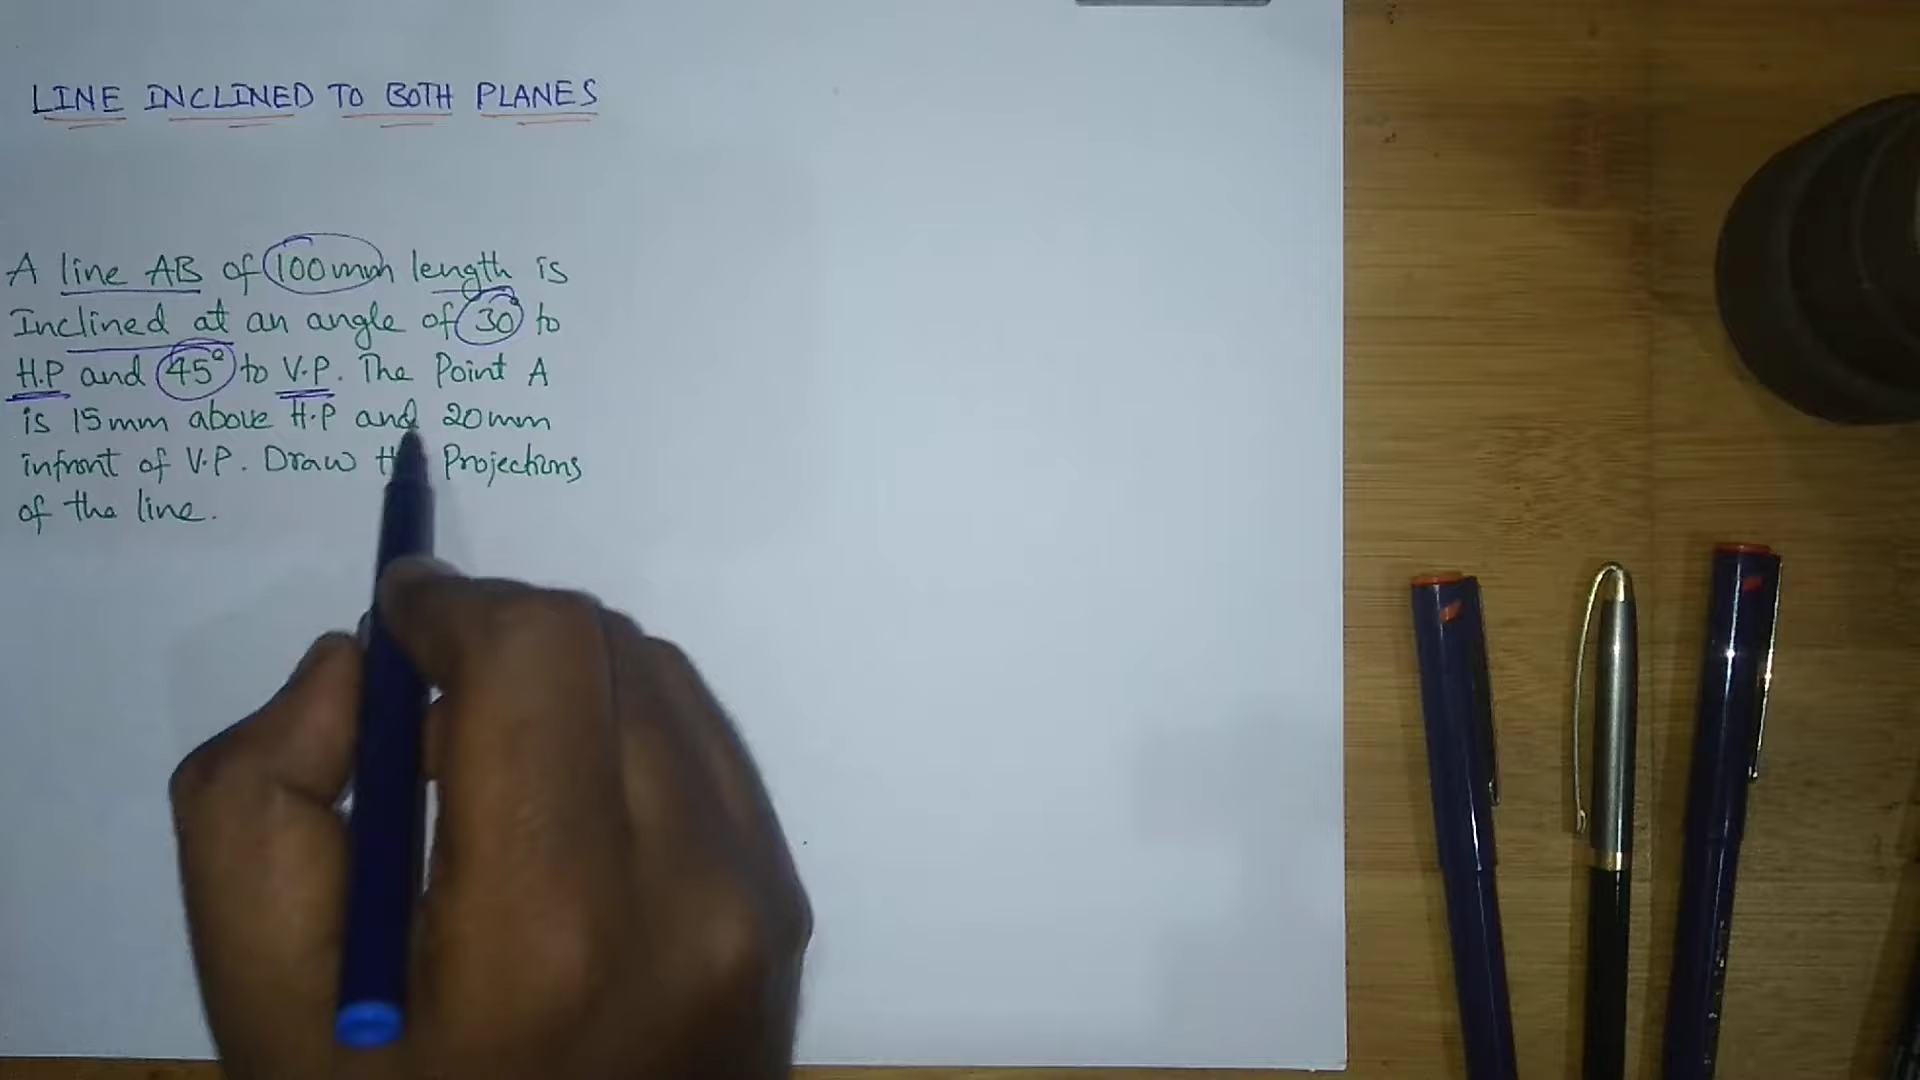 LINE INCLINED TO BOTH PLANES
A line AB of 100mm length is
Inclined at an angle of 30° to
H.P and 45° to V.P. The Point A
is 15mm above H.P and 20mm
infront of V.P. Draw Projections
of the line.